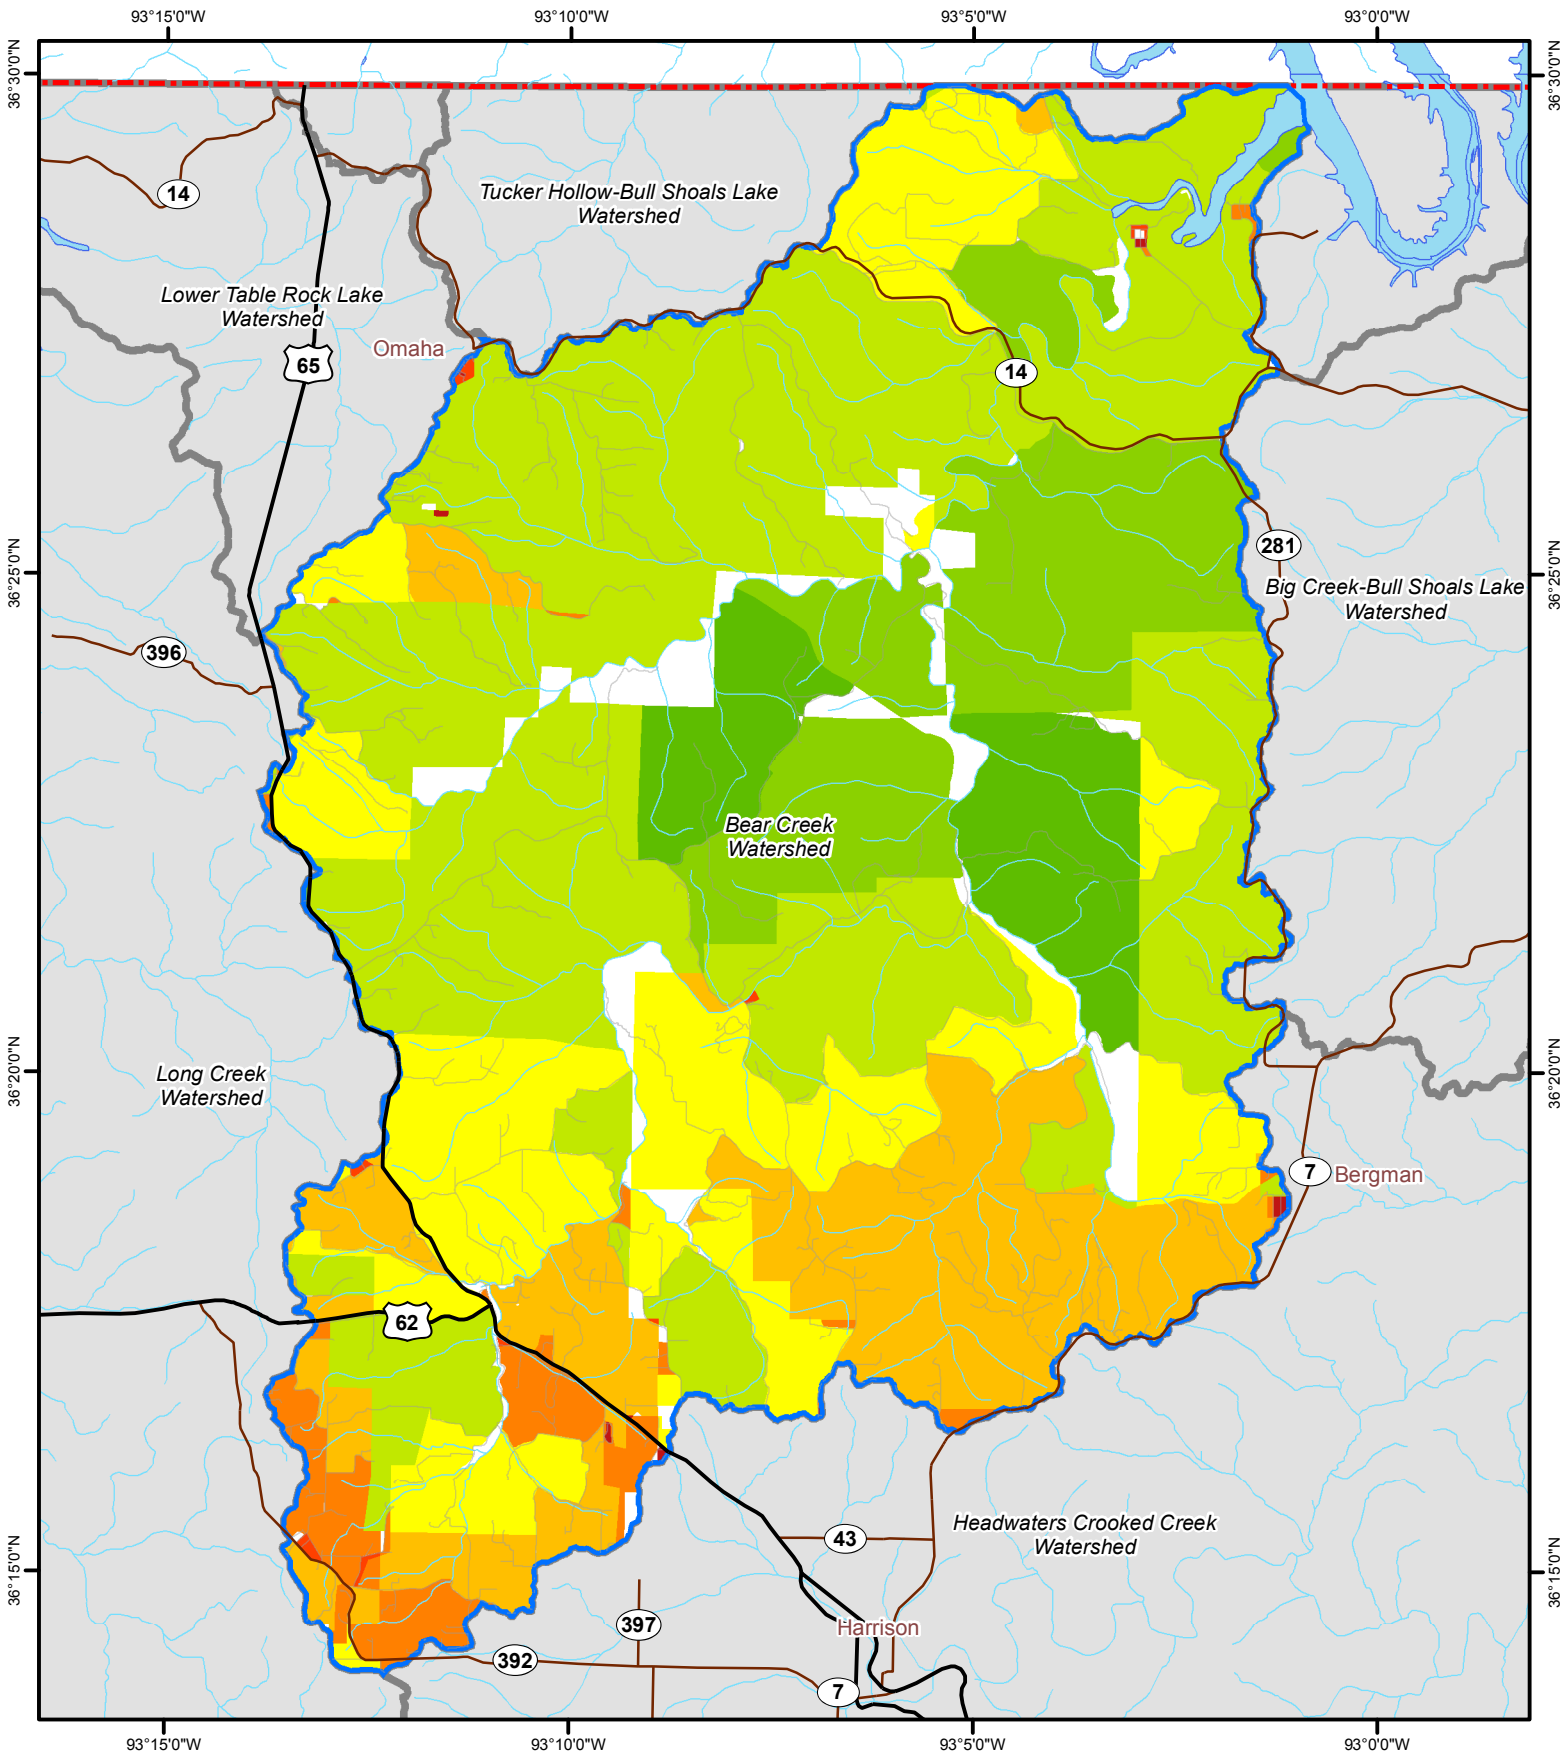 93°15'0"W
93°10'0"W
93°5'0"W
93°0'0"W
36°30'0"N
36°30'0"N
14
Tucker Hollow-Bull Shoals Lake
Watershed
Lower Table Rock Lake
Watershed
Omaha
65
14
281
36°25'0"N
36°25'0"N
Big Creek-Bull Shoals Lake
Watershed
396
Bear Creek
Watershed
36°20'0"N
36°20'0"N
Long Creek
Watershed
7
Bergman
62
Headwaters Crooked Creek
Watershed
43
36°15'0"N
36°15'0"N
397
Harrison
392
7
93°15'0"W
93°10'0"W
93°5'0"W
93°0'0"W